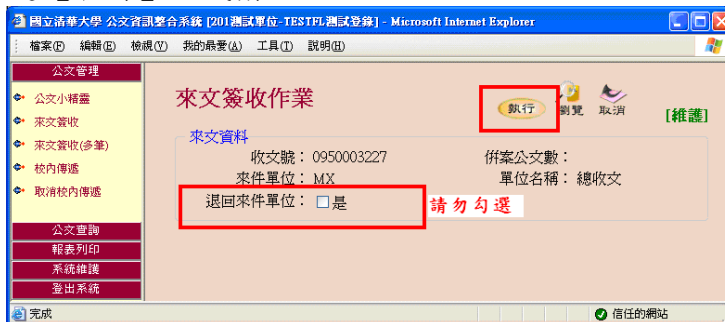 國立清華大學 公文資訊整合系統 [201測試單位-TESTFL測試登錄] - Microsoft Internet Explorer
檔案(F) 編輯(E) 檢視(V) 我的最愛(A) 工具(T) 說明(H)
公文管理
公文小精靈
來文簽收
來文簽收(多筆)
校內傳遞
取消校內傳遞
公文查詢
報表列印
系統維護
登出系統
來文簽收作業
執行 瀏覽 取消 [維護]
來文資料
收文號： 0950003227 併案公文數：
來件單位： MX 單位名稱： 總收文
退回來件單位： 是 請勿勾選
完成 信任的網站